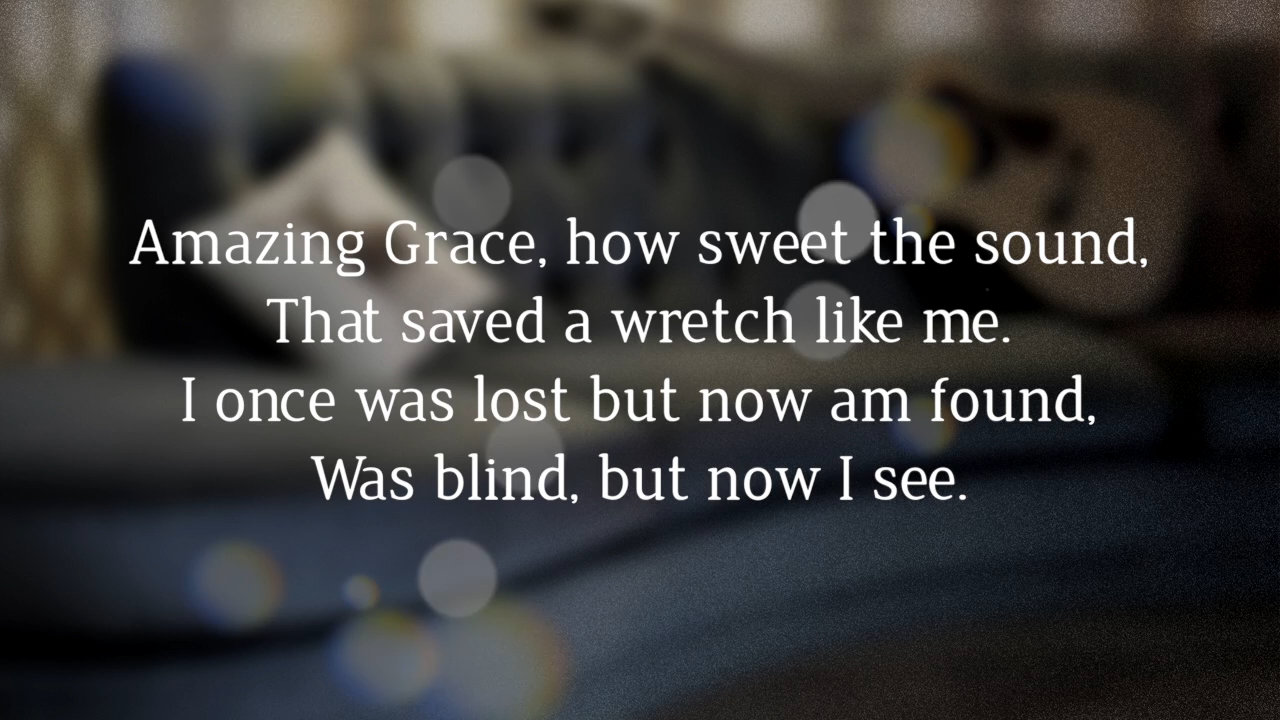 Amazing Grace, how sweet the sound,
That saved a wretch like me.
I once was lost but now am found,
Was blind, but now I see.